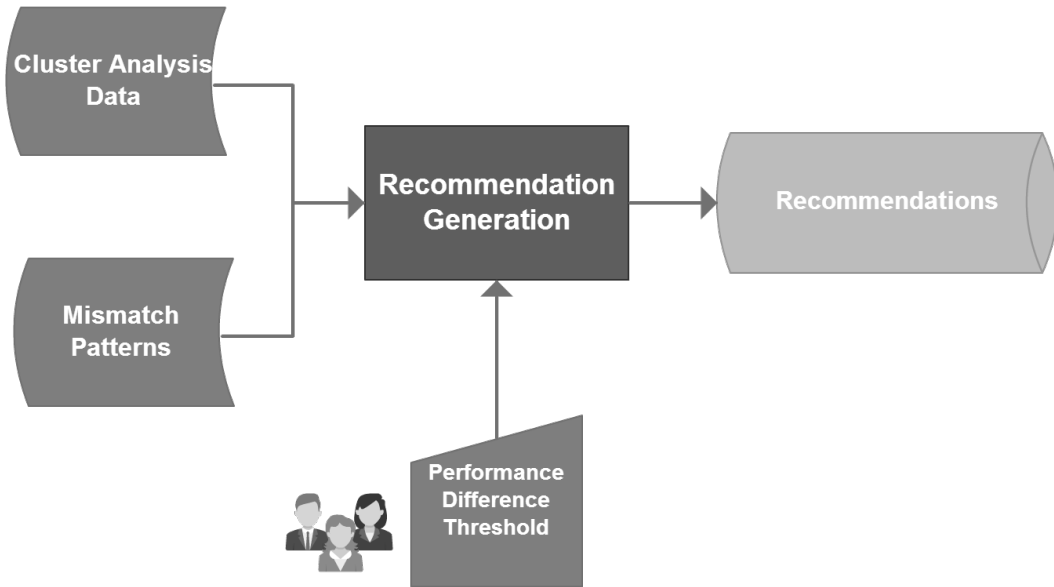 Cluster Analysis
Data
Recommendation
Generation
Recommendations
Mismatch
Patterns
Performance
Difference
Threshold